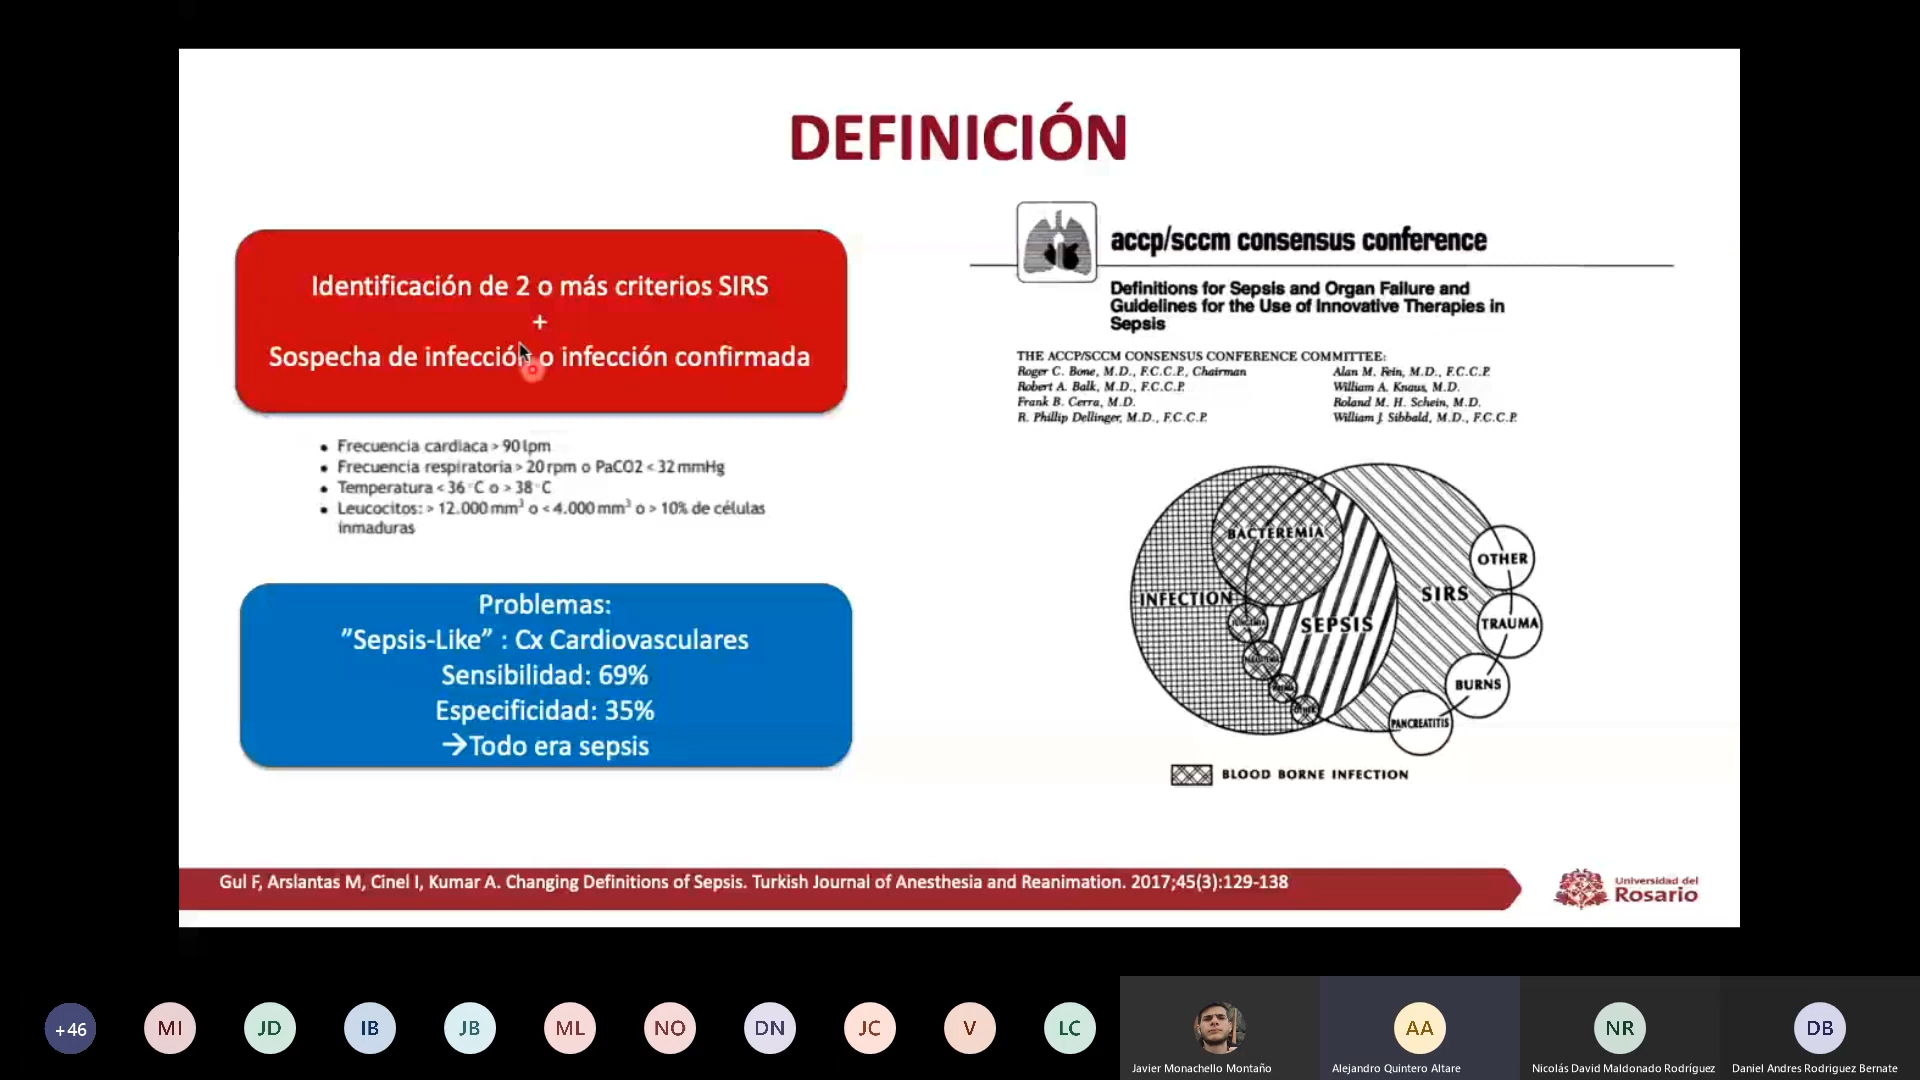 DEFINICIÓN
Identificación de 2 o más criterios SIRS
+
Sospecha de infección o infección confirmada
• Frecuencia cardiaca > 90 lpm
• Frecuencia respiratoria > 20 rpm o PaCO2 < 32 mmHg
• Temperatura < 36 °C o > 38 °C
• Leucocitos: > 12.000 mm³ o < 4.000 mm³ o > 10% de células
inmaduras
Problemas:
”Sepsis-Like” : Cx Cardiovasculares
Sensibilidad: 69%
Especificidad: 35%
→Todo era sepsis
accp/sccm consensus conference
Definitions for Sepsis and Organ Failure and
Guidelines for the Use of Innovative Therapies in
Sepsis
THE ACCP/SCCM CONSENSUS CONFERENCE COMMITTEE:
Roger C. Bone, M.D., F.C.C.P., Chairman
Robert A. Balk, M.D., F.C.C.P.
Frank B. Cerra, M.D.
R. Phillip Dellinger, M.D., F.C.C.P.
Alan M. Fein, M.D., F.C.C.P.
William A. Knaus, M.D.
Roland M. H. Schein, M.D.
William J. Sibbald, M.D., F.C.C.P.
BACTEREMIA
INFECTION
SEPSIS
SIRS
OTHER
TRAUMA
BURNS
PANCREATITIS
OTHER
BLOOD BORNE INFECTION
Gul F, Arslantas M, Cinel I, Kumar A. Changing Definitions of Sepsis. Turkish Journal of Anesthesia and Reanimation. 2017;45(3):129-138
Universidad del
Rosario
+46
MI
JD
IB
JB
ML
NO
DN
JC
V
LC
AA
NR
DB
Javier Monachello Montaño
Alejandro Quintero Altare
Nicolás David Maldonado Rodríguez
Daniel Andres Rodriguez Bernate